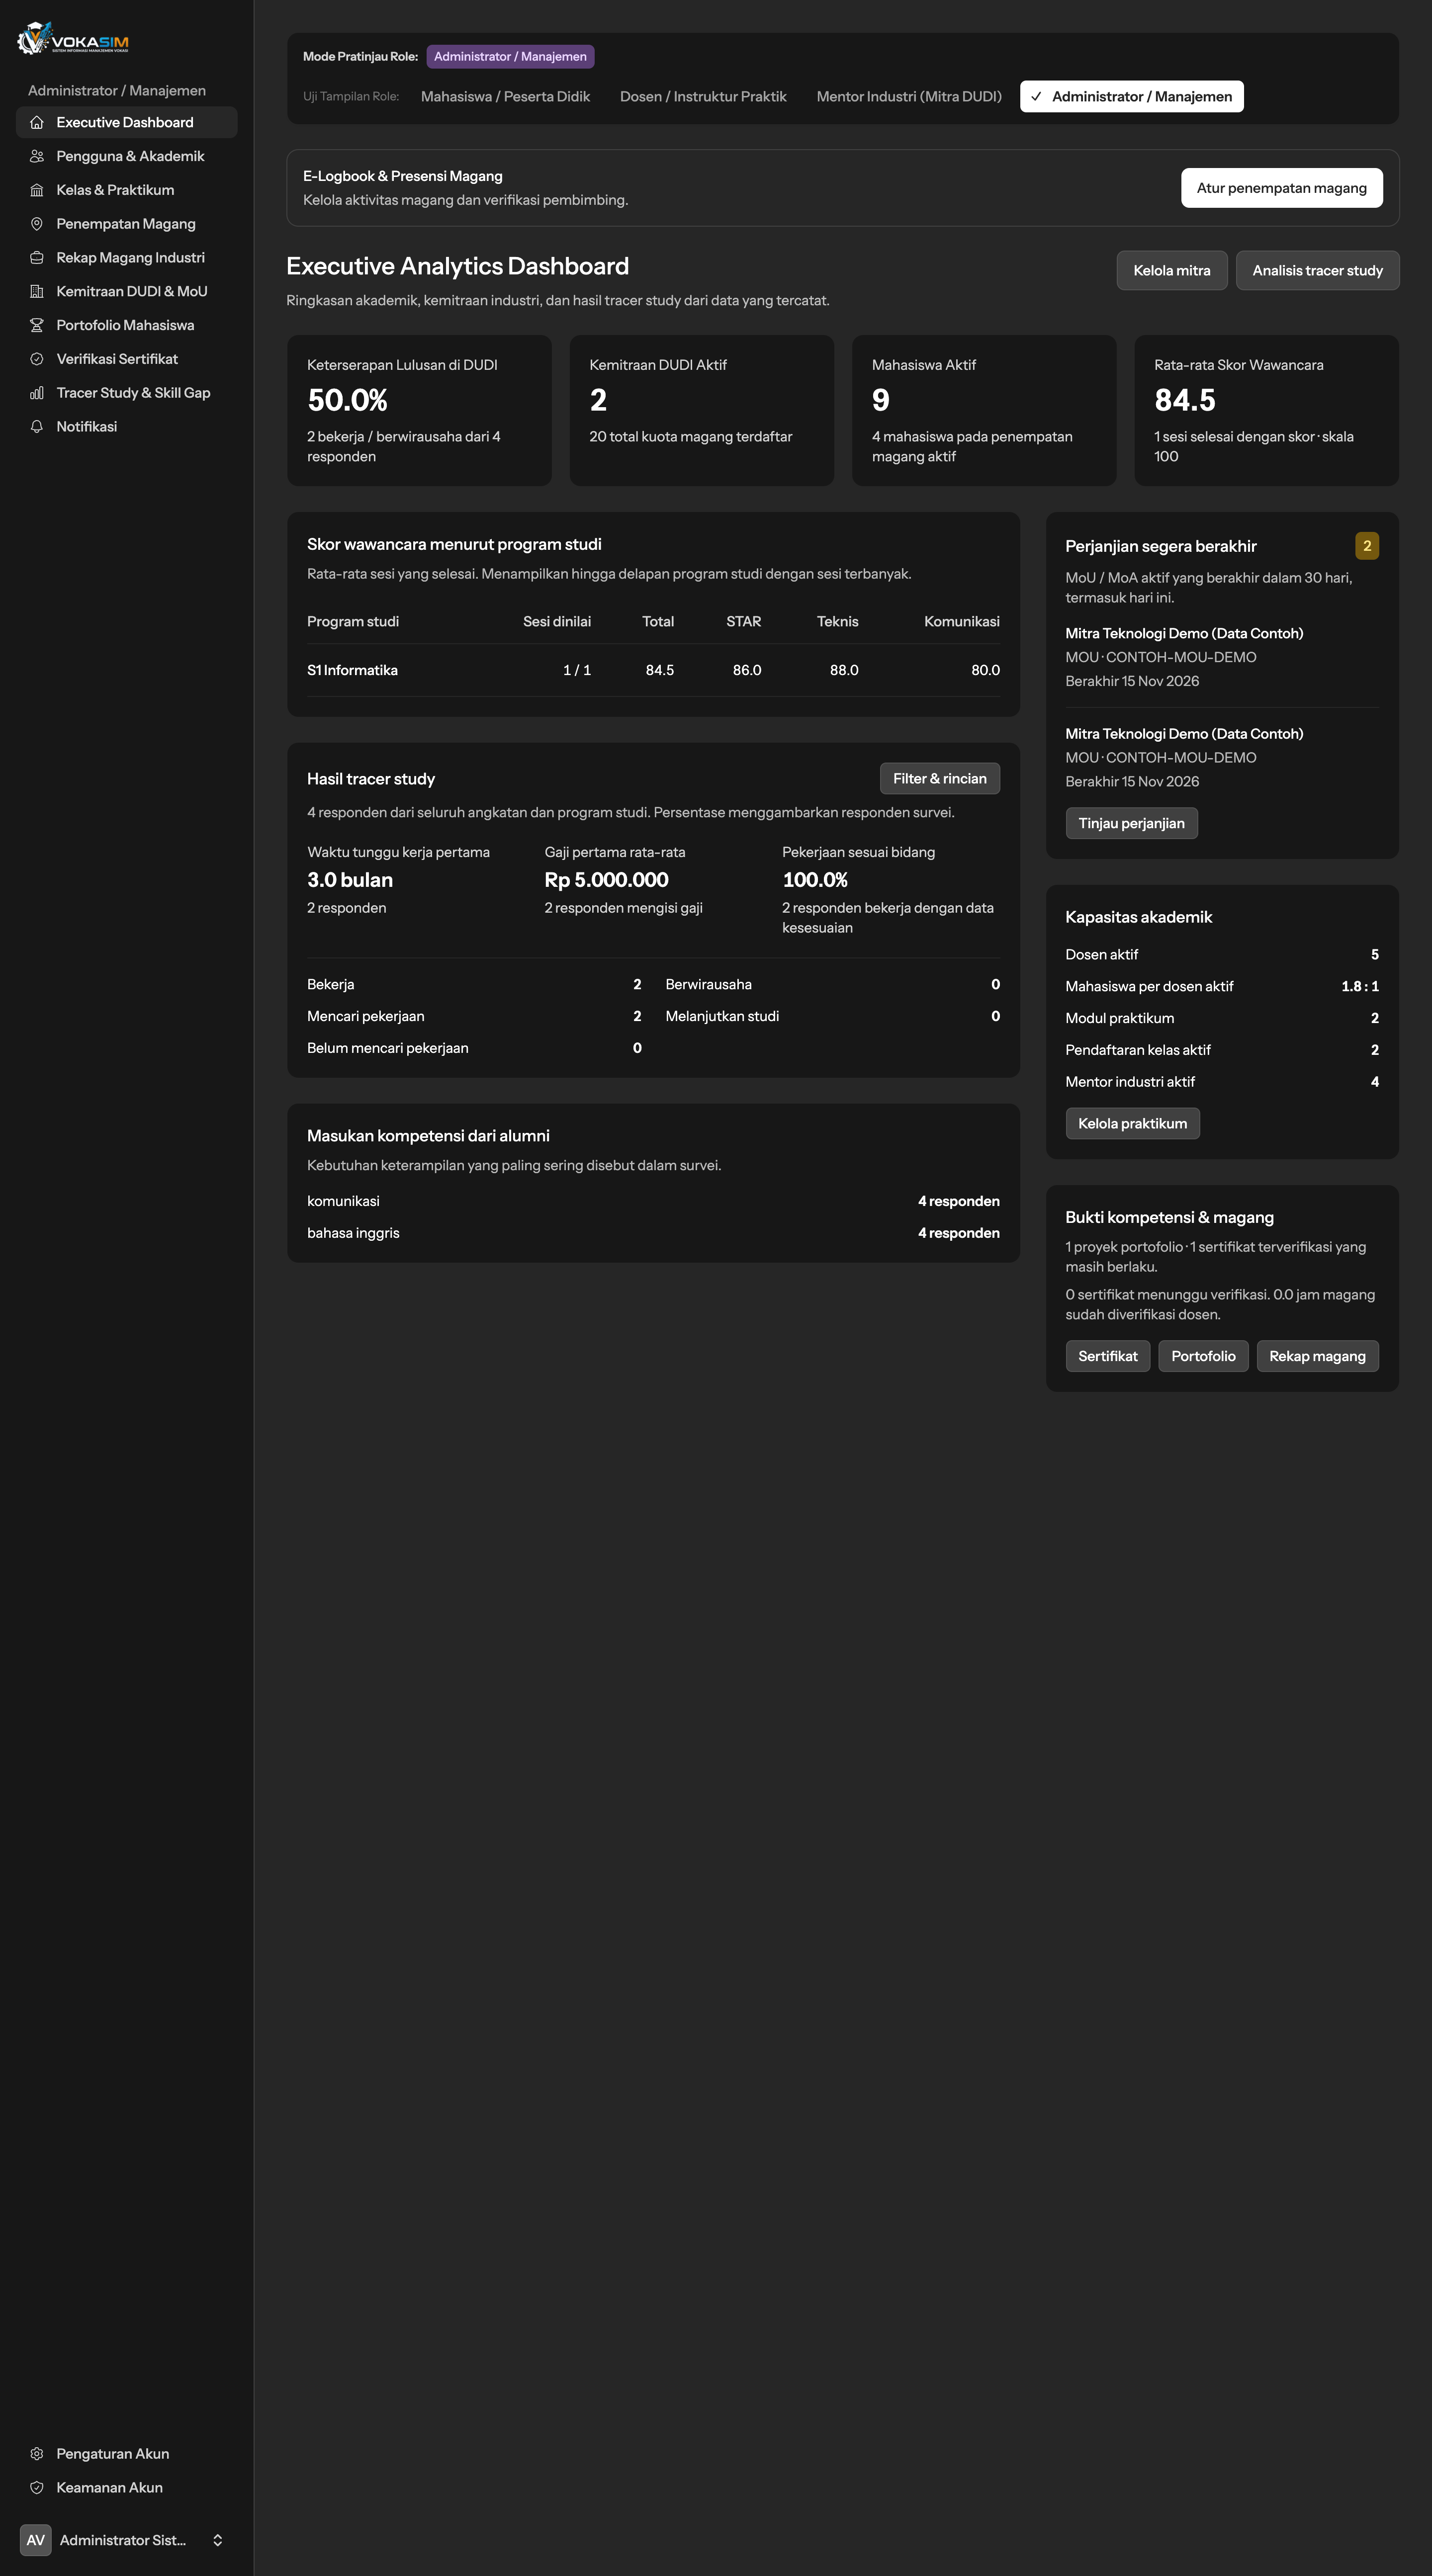 VOKASIM
SISTEM INFORMASI MANAJEMEN VOKASI
Administrator / Manajemen
Executive Dashboard
Pengguna & Akademik
Kelas & Praktikum
Penempatan Magang
Rekap Magang Industri
Kemitraan DUDI & MoU
Portofolio Mahasiswa
Verifikasi Sertifikat
Tracer Study & Skill Gap
Notifikasi
Pengaturan Akun
Keamanan Akun
AV Administrator Sist...
Mode Pratinjau Role: Administrator / Manajemen
Uji Tampilan Role: Mahasiswa / Peserta Didik Dosen / Instruktur Praktik Mentor Industri (Mitra DUDI) Administrator / Manajemen
E-Logbook & Presensi Magang
Kelola aktivitas magang dan verifikasi pembimbing.
Atur penempatan magang
Executive Analytics Dashboard
Ringkasan akademik, kemitraan industri, dan hasil tracer study dari data yang tercatat.
Kelola mitra
Analisis tracer study
Keterserapan Lulusan di DUDI
50.0%
2 bekerja / berwirausaha dari 4
responden
Kemitraan DUDI Aktif
2
20 total kuota magang terdaftar
Mahasiswa Aktif
9
4 mahasiswa pada penempatan
magang aktif
Rata-rata Skor Wawancara
84.5
1 sesi selesai dengan skor · skala
100
Skor wawancara menurut program studi
Rata-rata sesi yang selesai. Menampilkan hingga delapan program studi dengan sesi terbanyak.
Program studi Sesi dinilai Total STAR Teknis Komunikasi
S1 Informatika 1 / 1 84.5 86.0 88.0 80.0
Hasil tracer study
Filter & rincian
4 responden dari seluruh angkatan dan program studi. Persentase menggambarkan responden survei.
Waktu tunggu kerja pertama
3.0 bulan
2 responden
Gaji pertama rata-rata
Rp 5.000.000
2 responden mengisi gaji
Pekerjaan sesuai bidang
100.0%
2 responden bekerja dengan data
kesesuaian
Bekerja 2 Berwirausaha 0
Mencari pekerjaan 2 Melanjutkan studi 0
Belum mencari pekerjaan 0
Masukan kompetensi dari alumni
Kebutuhan keterampilan yang paling sering disebut dalam survei.
komunikasi 4 responden
bahasa inggris 4 responden
Perjanjian segera berakhir 2
MoU / MoA aktif yang berakhir dalam 30 hari,
termasuk hari ini.
Mitra Teknologi Demo (Data Contoh)
MOU · CONTOH-MOU-DEMO
Berakhir 15 Nov 2026
Mitra Teknologi Demo (Data Contoh)
MOU · CONTOH-MOU-DEMO
Berakhir 15 Nov 2026
Tinjau perjanjian
Kapasitas akademik
Dosen aktif 5
Mahasiswa per dosen aktif 1.8 : 1
Modul praktikum 2
Pendaftaran kelas aktif 2
Mentor industri aktif 4
Kelola praktikum
Bukti kompetensi & magang
1 proyek portofolio · 1 sertifikat terverifikasi yang
masih berlaku.
0 sertifikat menunggu verifikasi. 0.0 jam magang
sudah diverifikasi dosen.
Sertifikat
Portofolio
Rekap magang